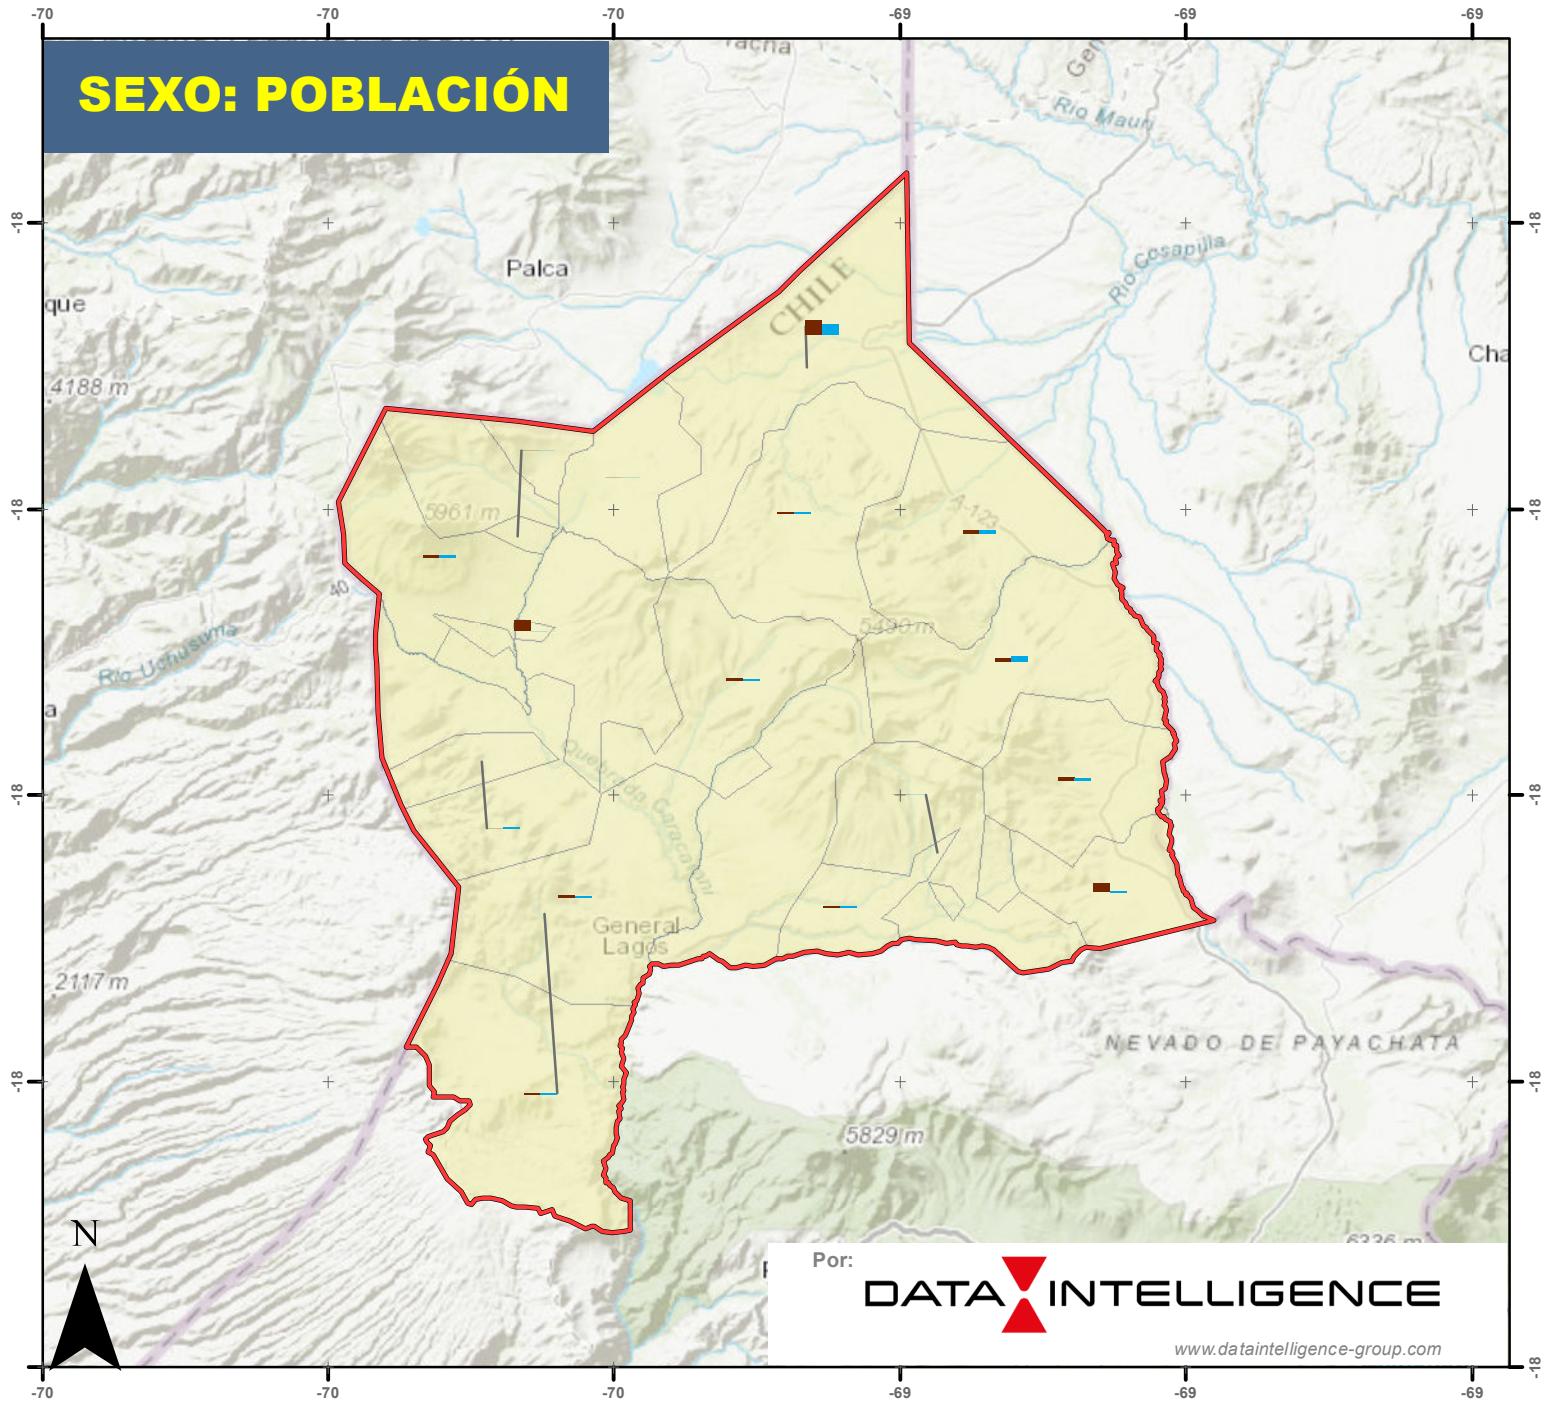 -70
-70
-70
-69
-69
-69
SEXO: POBLACIÓN
Río Mauri
-18
-18
Río Cosapilla
Palca
CHILE
que
4188 m
5961 m
A-123
-18
-18
40
5490 m
Río Uchusuma
a
Quebrada Caracarani
-18
-18
General
Lagos
2117 m
NEVADO DE PAYACHATA
-18
-18
5829 m
6336 m
N
Por:
DATA INTELLIGENCE
www.dataintelligence-group.com
-18
-70
-70
-70
-69
-69
-69